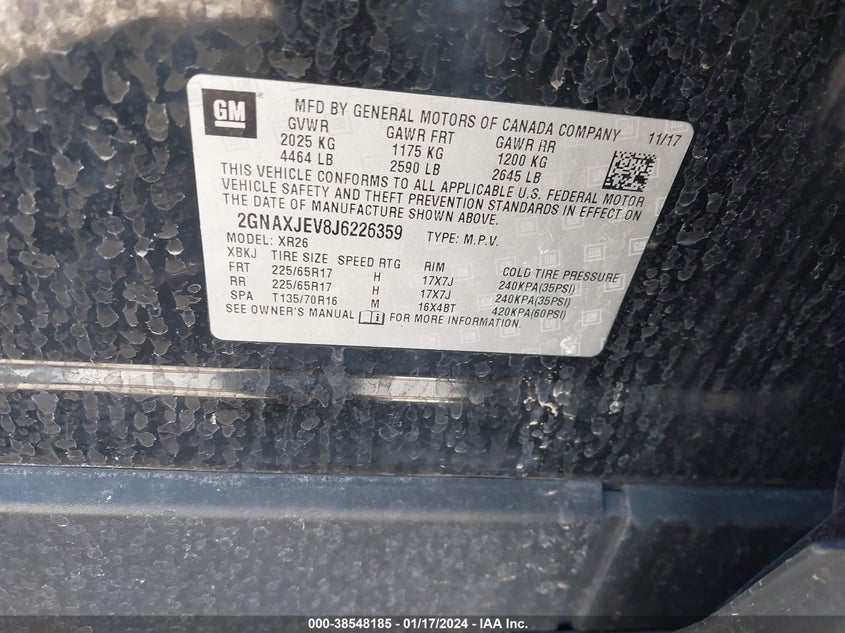 GM
MFD BY GENERAL MOTORS OF CANADA COMPANY 11/17
GVWR GAWR FRT GAWR RR
2025 KG 1175 KG 1200 KG
4464 LB 2590 LB 2645 LB
THIS VEHICLE CONFORMS TO ALL APPLICABLE U.S. FEDERAL MOTOR
VEHICLE SAFETY AND THEFT PREVENTION STANDARDS IN EFFECT ON
THE DATE OF MANUFACTURE SHOWN ABOVE.
2GNAXJEV8J6226359 TYPE: M.P.V.
MODEL: XR26
XBKJ TIRE SIZE SPEED RTG RIM COLD TIRE PRESSURE
FRT 225/65R17 H 17X7J 240KPA(35PSI)
RR 225/65R17 H 17X7J 240KPA(35PSI)
SPA T135/70R16 M 16X4BT 420KPA(60PSI)
SEE OWNER'S MANUAL FOR MORE INFORMATION.
000-38548185 - 01/17/2024 - IAA Inc.